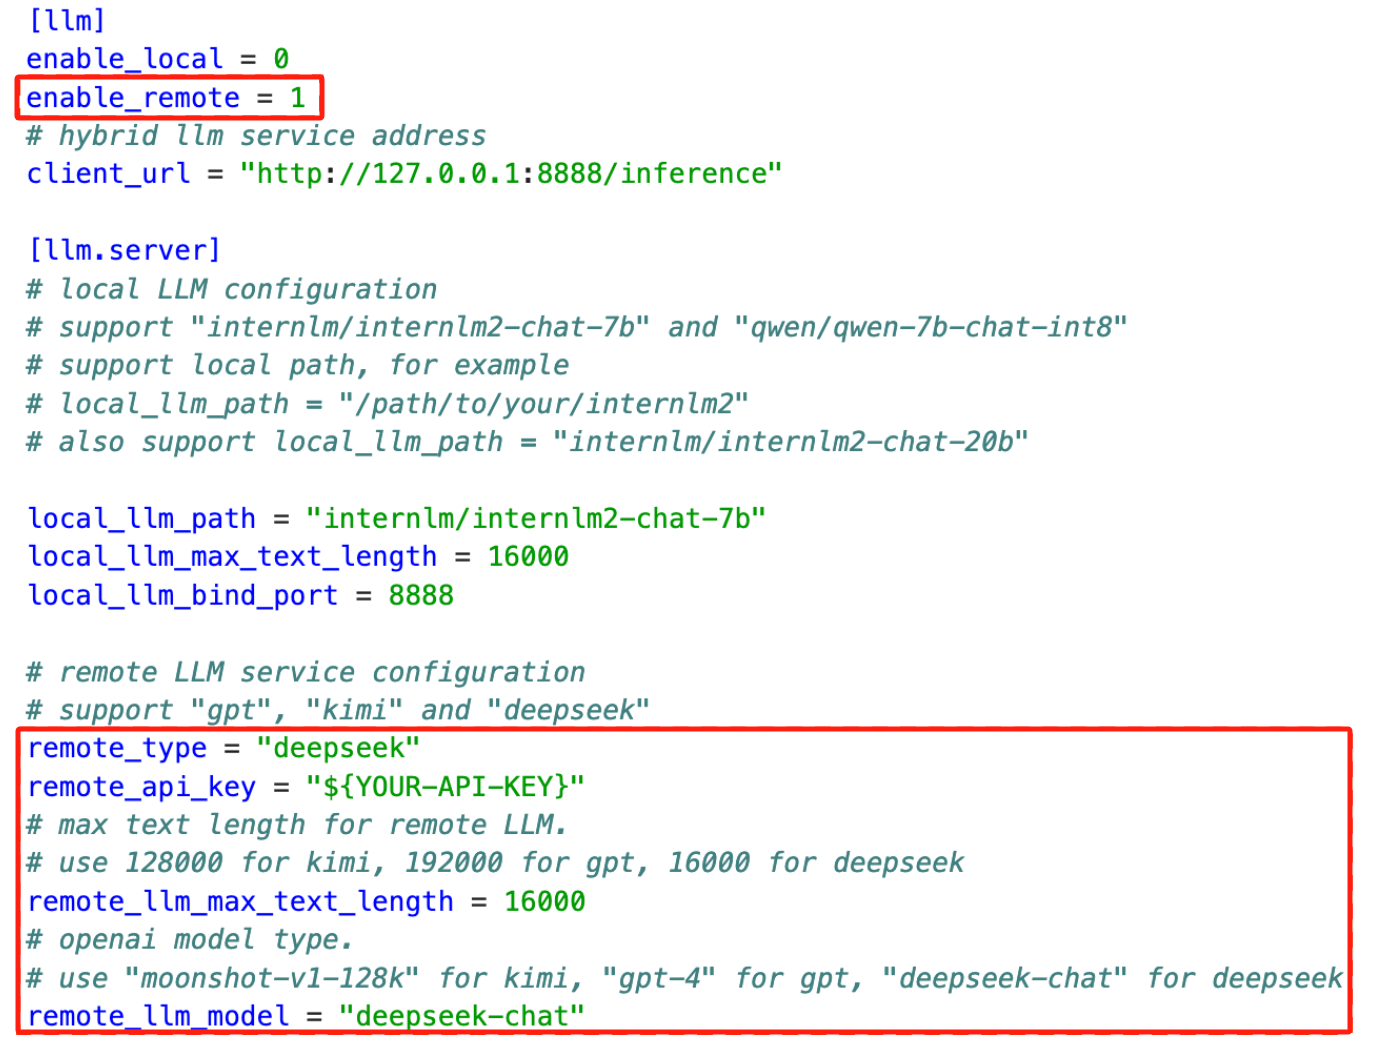 [llm]
enable_local = 0
enable_remote = 1
# hybrid llm service address
client_url = "http://127.0.0.1:8888/inference"
[llm.server]
# local LLM configuration
# support "internlm/internlm2-chat-7b" and "qwen/qwen-7b-chat-int8"
# support local path, for example
# local_llm_path = "/path/to/your/internlm2"
# also support local_llm_path = "internlm/internlm2-chat-20b"
local_llm_path = "internlm/internlm2-chat-7b"
local_llm_max_text_length = 16000
local_llm_bind_port = 8888
# remote LLM service configuration
# support "gpt", "kimi" and "deepseek"
remote_type = "deepseek"
remote_api_key = "${YOUR-API-KEY}"
# max text length for remote LLM.
# use 128000 for kimi, 192000 for gpt, 16000 for deepseek
remote_llm_max_text_length = 16000
# openai model type.
# use "moonshot-v1-128k" for kimi, "gpt-4" for gpt, "deepseek-chat" for deepseek
remote_llm_model = "deepseek-chat"